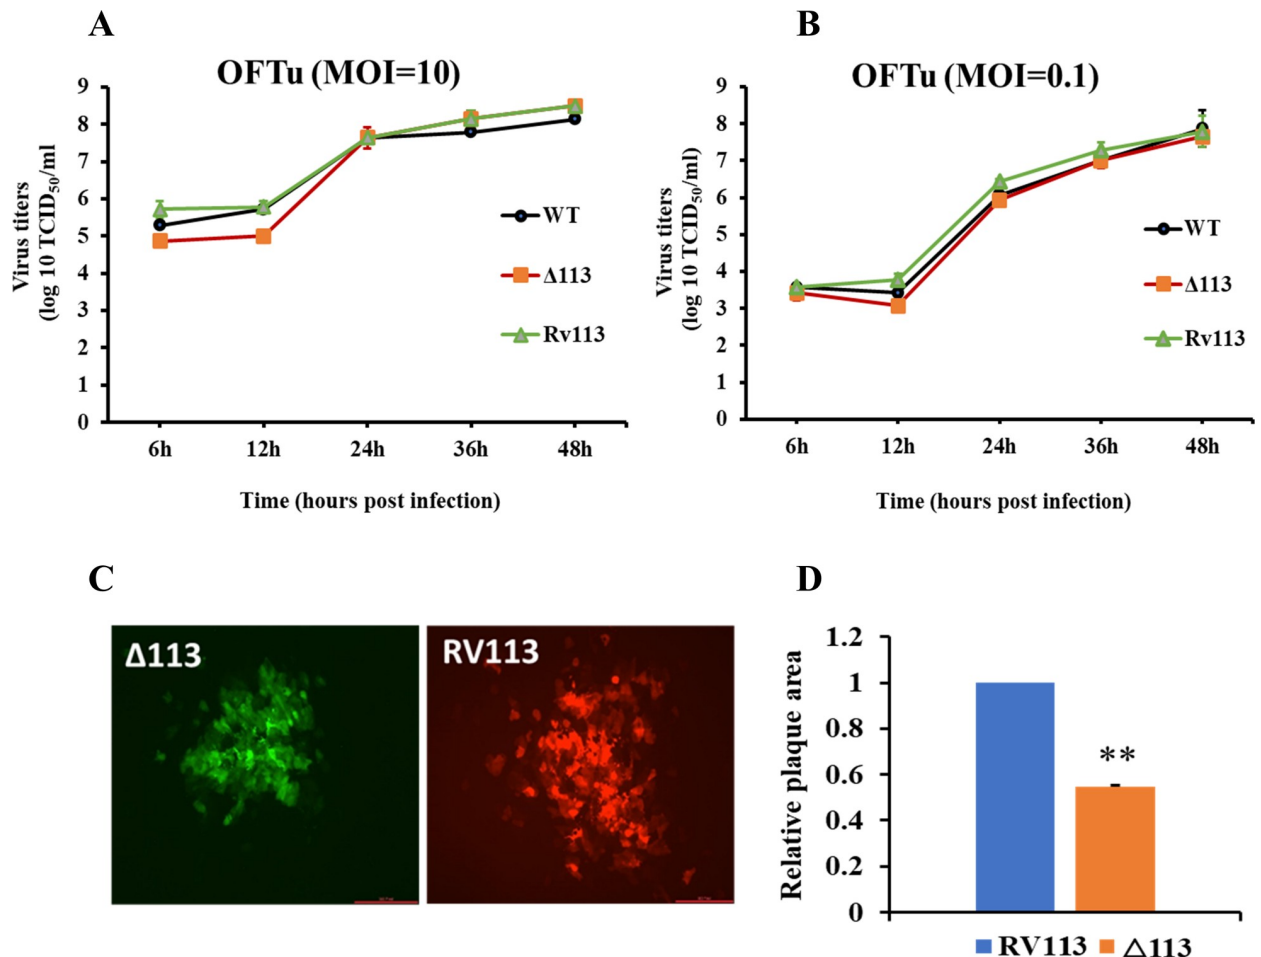 A
OFTu (MOI=10)
Virus titers
(log 10 TCID50/ml
9
8
7
6
5
4
3
2
1
0
6h 12h 24h 36h 48h
Time (hours post infection)
WT
Δ113
Rv113
B
OFTu (MOI=0.1)
Virus titers
(log 10 TCID50/ml)
9
8
7
6
5
4
3
2
1
0
6h 12h 24h 36h 48h
Time (hours post infection)
WT
Δ113
Rv113
C
Δ113
RV113
D
Relative plaque area
1.2
1
0.8
0.6
0.4
0.2
0
**
RV113 △113